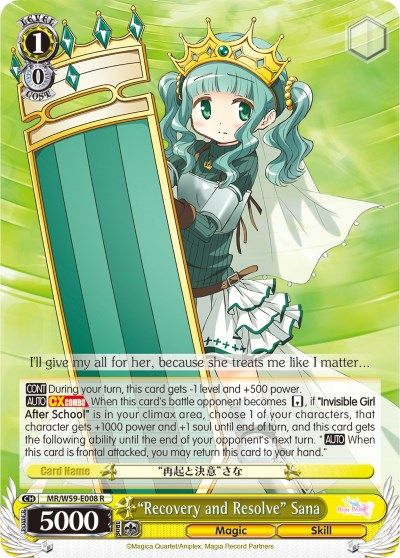 LEVEL
1
0
COST
I'll give my all for her, because she treats me like I matter...
CONT During your turn, this card gets -1 level and +500 power.
AUTO CX COMBO When this card's battle opponent becomes [ ], if "Invisible Girl
After School" is in your climax area, choose 1 of your characters, that
character gets +1000 power and +1 soul until end of turn, and this card gets
the following ability until the end of your opponent's next turn. "AUTO When this
card is frontal attacked, you may return this card to your hand."
Card Name
"再起と決意"さな
CH MR/W59-E008 R
POWER
5000
SOUL
"Recovery and Resolve" Sana
Magic
Skill
©Magica Quartet/Aniplex, Magia Record Partners